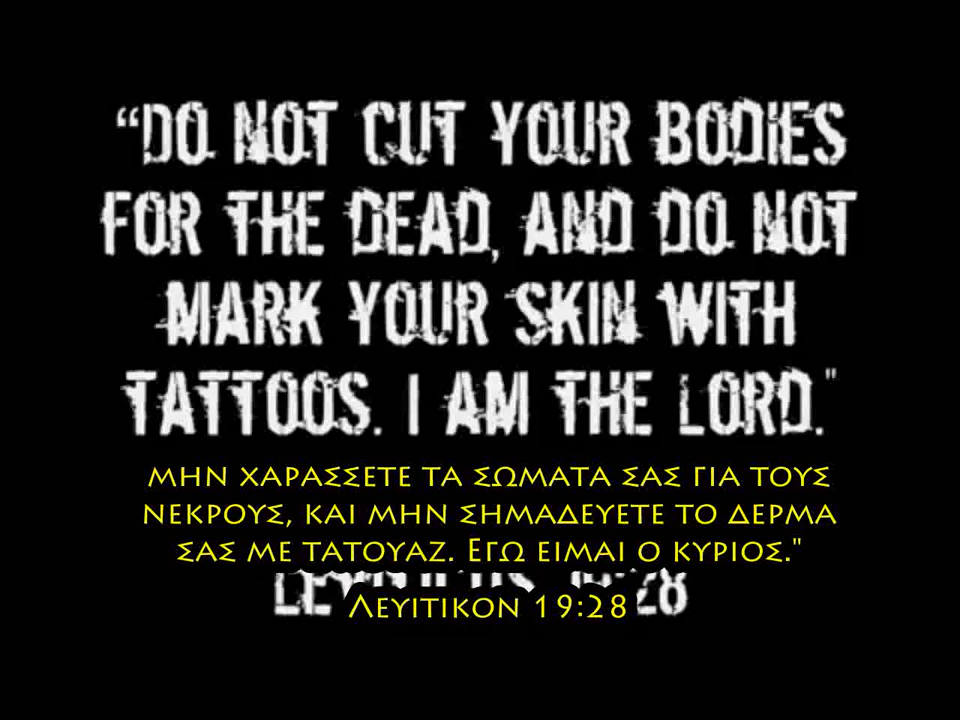 “DO NOT CUT YOUR BODIES
FOR THE DEAD, AND DO NOT
MARK YOUR SKIN WITH
TATTOOS. I AM THE LORD."
ΜΗΝ ΧΑΡΑΣΣΕΤΕ ΤΑ ΣΩΜΑΤΑ ΣΑΣ ΓΙΑ ΤΟΥΣ
ΝΕΚΡΟΥΣ, ΚΑΙ ΜΗΝ ΣΗΜΑΔΕΥΕΤΕ ΤΟ ΔΕΡΜΑ
ΣΑΣ ΜΕ ΤΑΤΟΥΑΖ. ΕΓΩ ΕΙΜΑΙ Ο ΚΥΡΙΟΣ."
ΛΕΥΙΤΙΚΟΝ 19:28